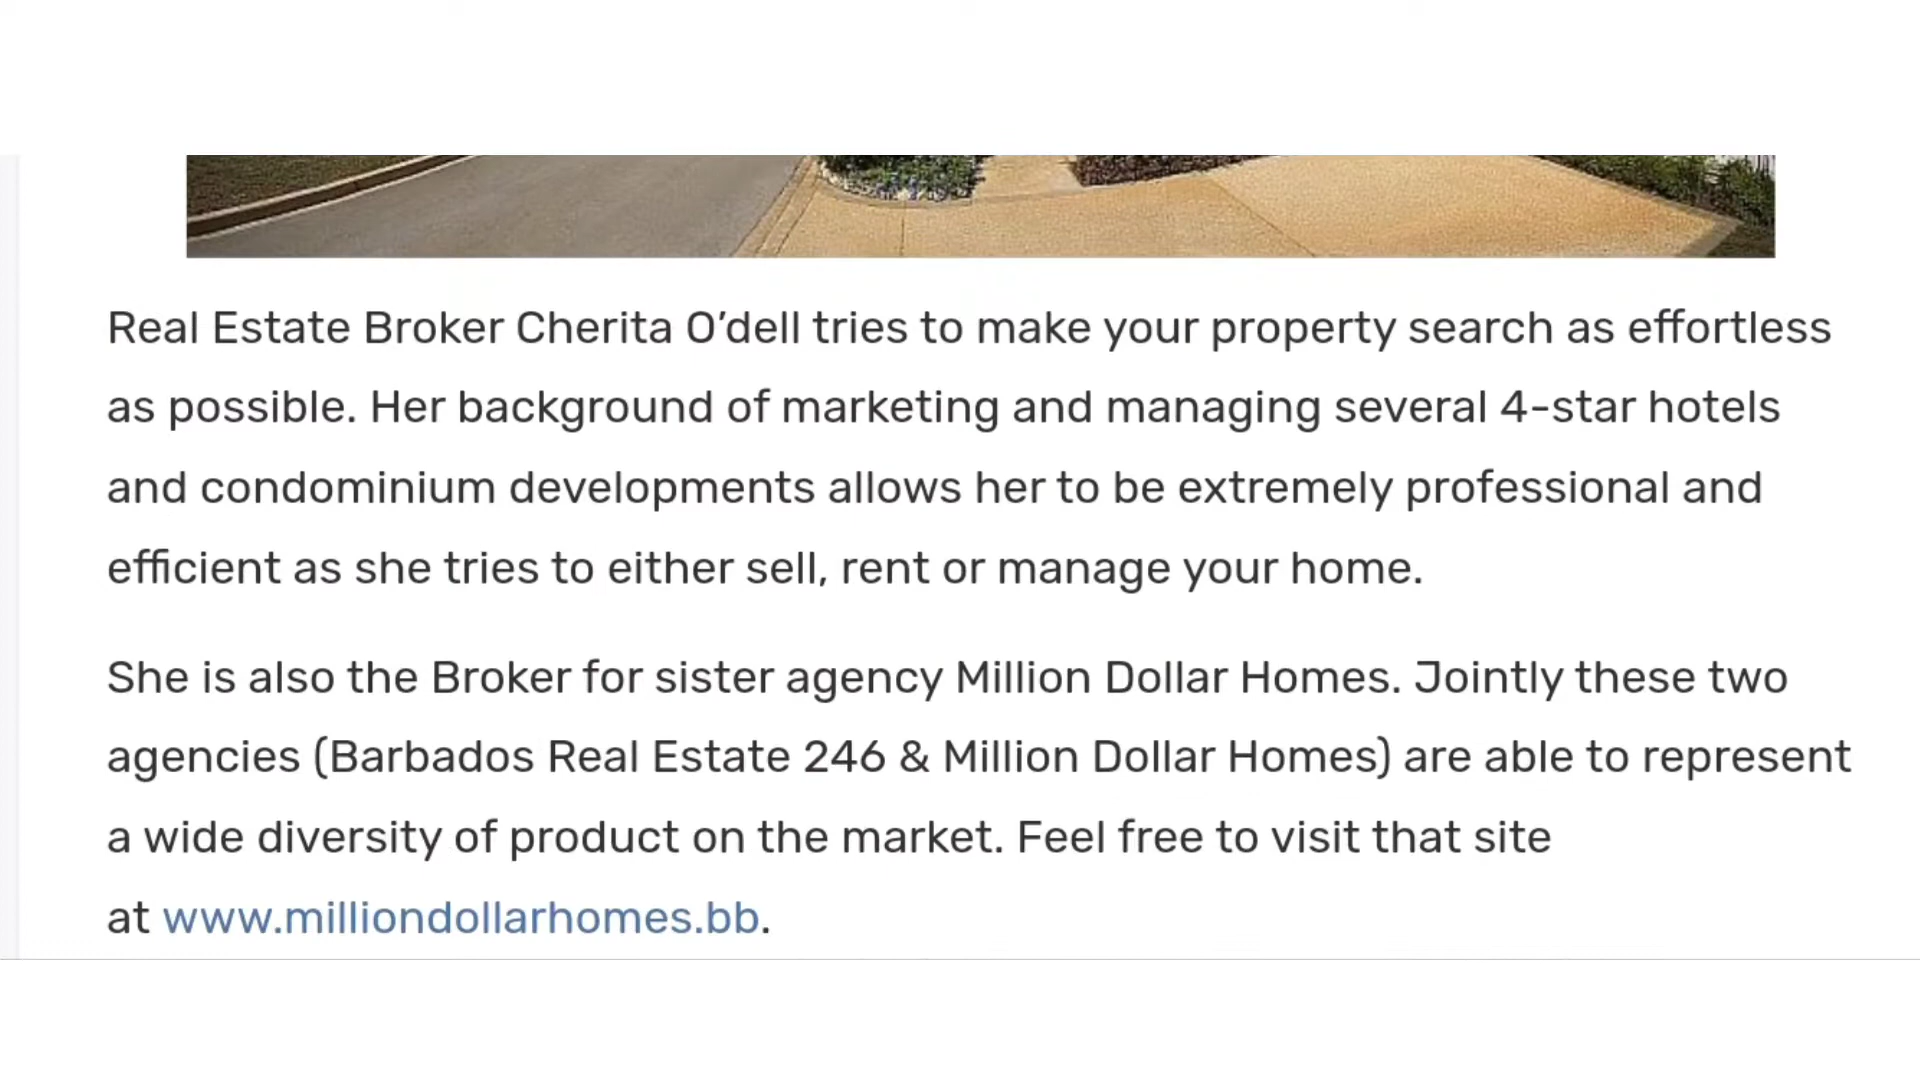 Real Estate Broker Cherita O’dell tries to make your property search as effortless
as possible. Her background of marketing and managing several 4-star hotels
and condominium developments allows her to be extremely professional and
efficient as she tries to either sell, rent or manage your home.
She is also the Broker for sister agency Million Dollar Homes. Jointly these two
agencies (Barbados Real Estate 246 & Million Dollar Homes) are able to represent
a wide diversity of product on the market. Feel free to visit that site
at www.milliondollarhomes.bb.